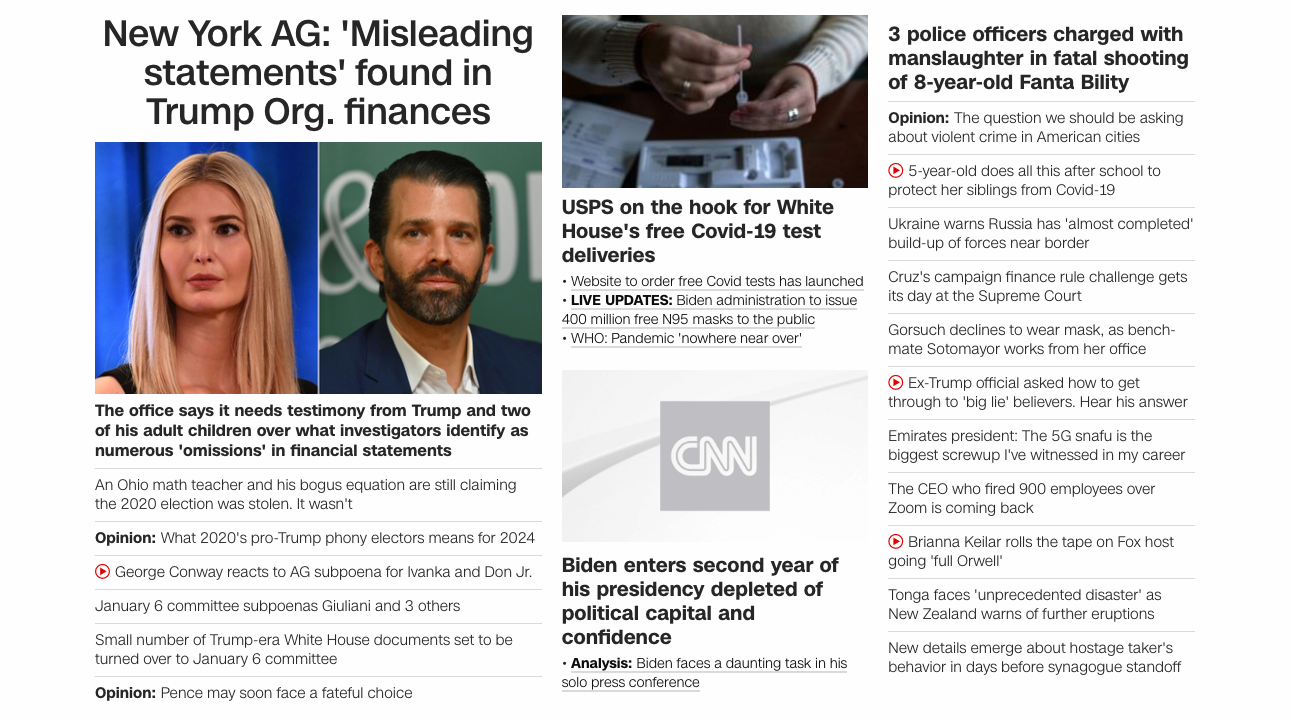 New York AG: 'Misleading
statements' found in
Trump Org. finances
The office says it needs testimony from Trump and two
of his adult children over what investigators identify as
numerous 'omissions' in financial statements
An Ohio math teacher and his bogus equation are still claiming
the 2020 election was stolen. It wasn't
Opinion: What 2020's pro-Trump phony electors means for 2024
George Conway reacts to AG subpoena for Ivanka and Don Jr.
January 6 committee subpoenas Giuliani and 3 others
Small number of Trump-era White House documents set to be
turned over to January 6 committee
Opinion: Pence may soon face a fateful choice
USPS on the hook for White
House's free Covid-19 test
deliveries
• Website to order free Covid tests has launched
• LIVE UPDATES: Biden administration to issue
400 million free N95 masks to the public
• WHO: Pandemic 'nowhere near over'
CNN
Biden enters second year of
his presidency depleted of
political capital and
confidence
• Analysis: Biden faces a daunting task in his
solo press conference
3 police officers charged with
manslaughter in fatal shooting
of 8-year-old Fanta Bility
Opinion: The question we should be asking
about violent crime in American cities
5-year-old does all this after school to
protect her siblings from Covid-19
Ukraine warns Russia has 'almost completed'
build-up of forces near border
Cruz's campaign finance rule challenge gets
its day at the Supreme Court
Gorsuch declines to wear mask, as bench-
mate Sotomayor works from her office
Ex-Trump official asked how to get
through to 'big lie' believers. Hear his answer
Emirates president: The 5G snafu is the
biggest screwup I've witnessed in my career
The CEO who fired 900 employees over
Zoom is coming back
Brianna Keilar rolls the tape on Fox host
going 'full Orwell'
Tonga faces 'unprecedented disaster' as
New Zealand warns of further eruptions
New details emerge about hostage taker's
behavior in days before synagogue standoff